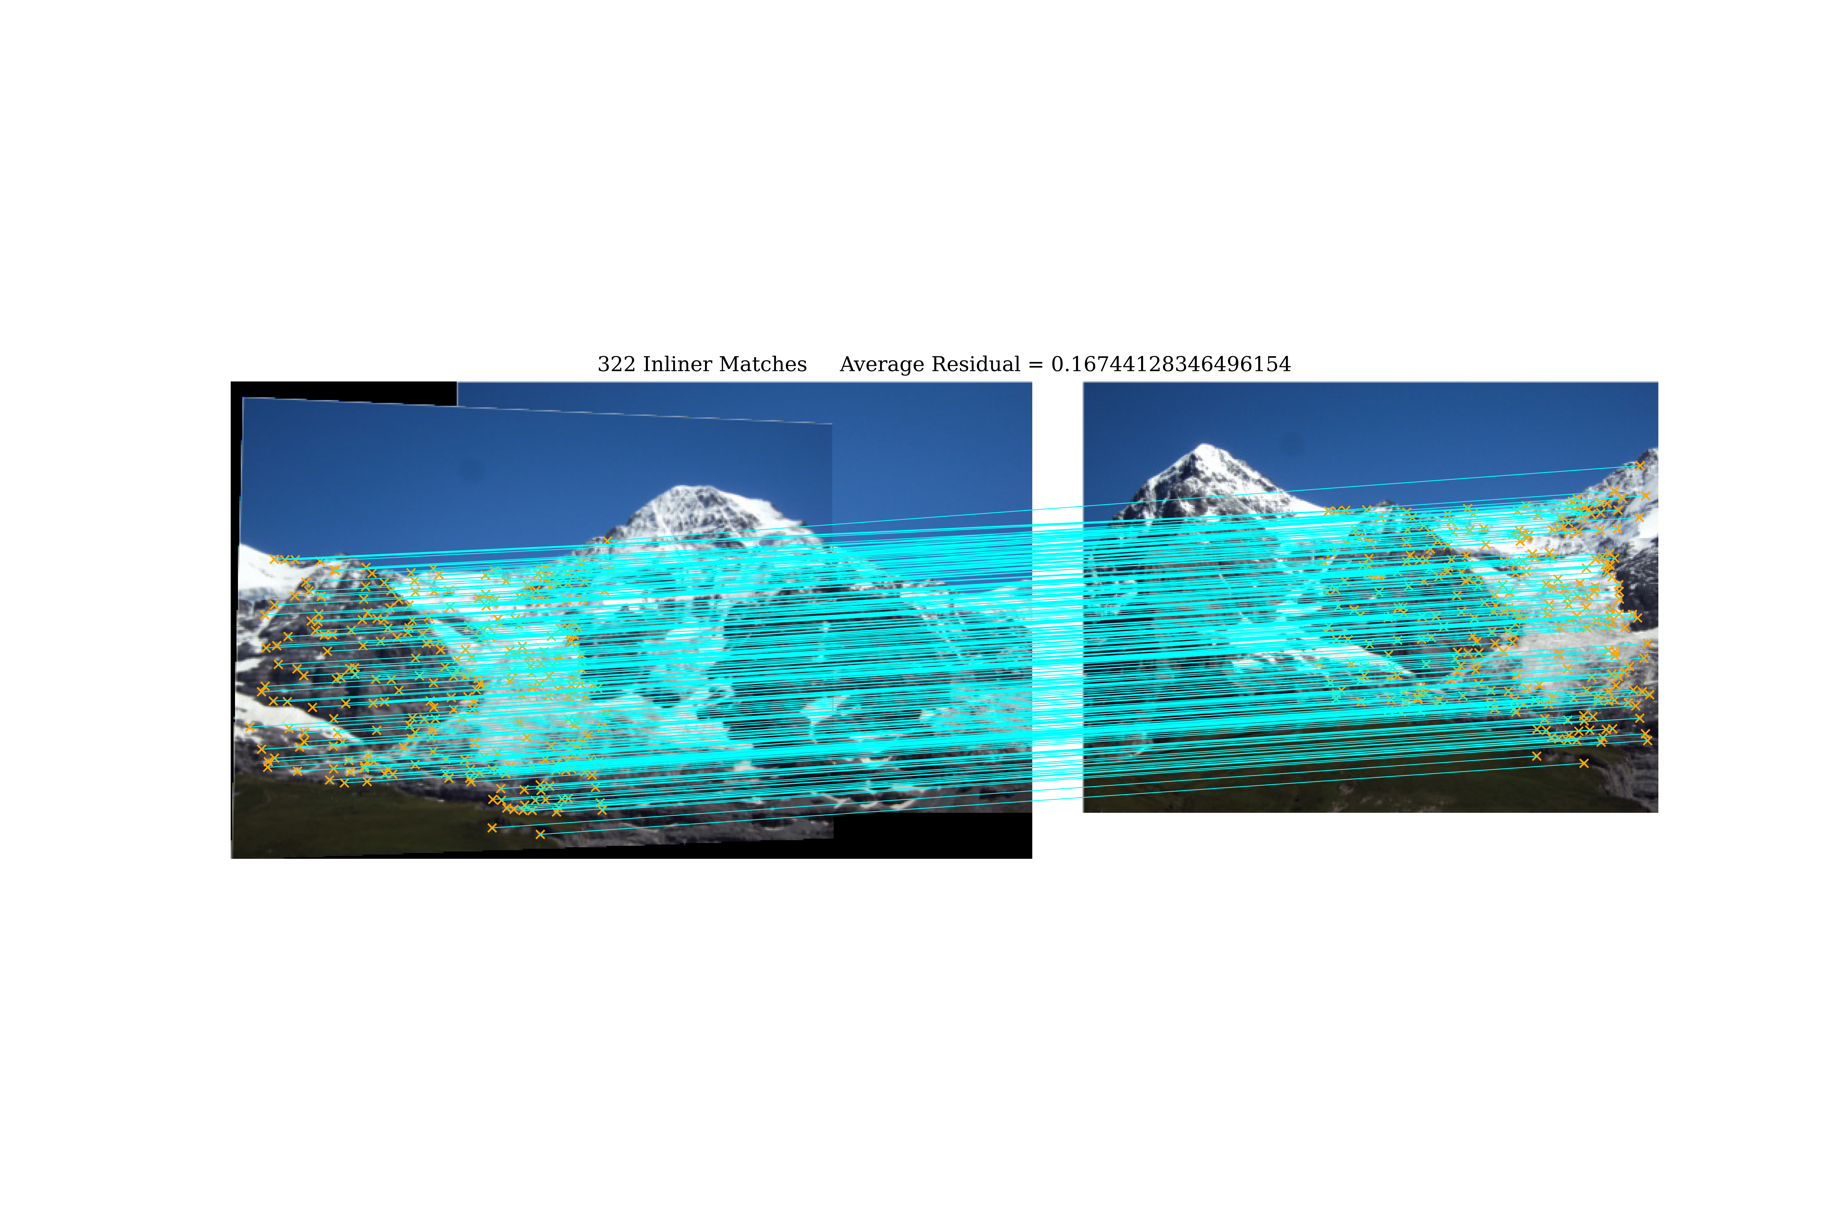 322 Inliner Matches Average Residual = 0.16744128346496154